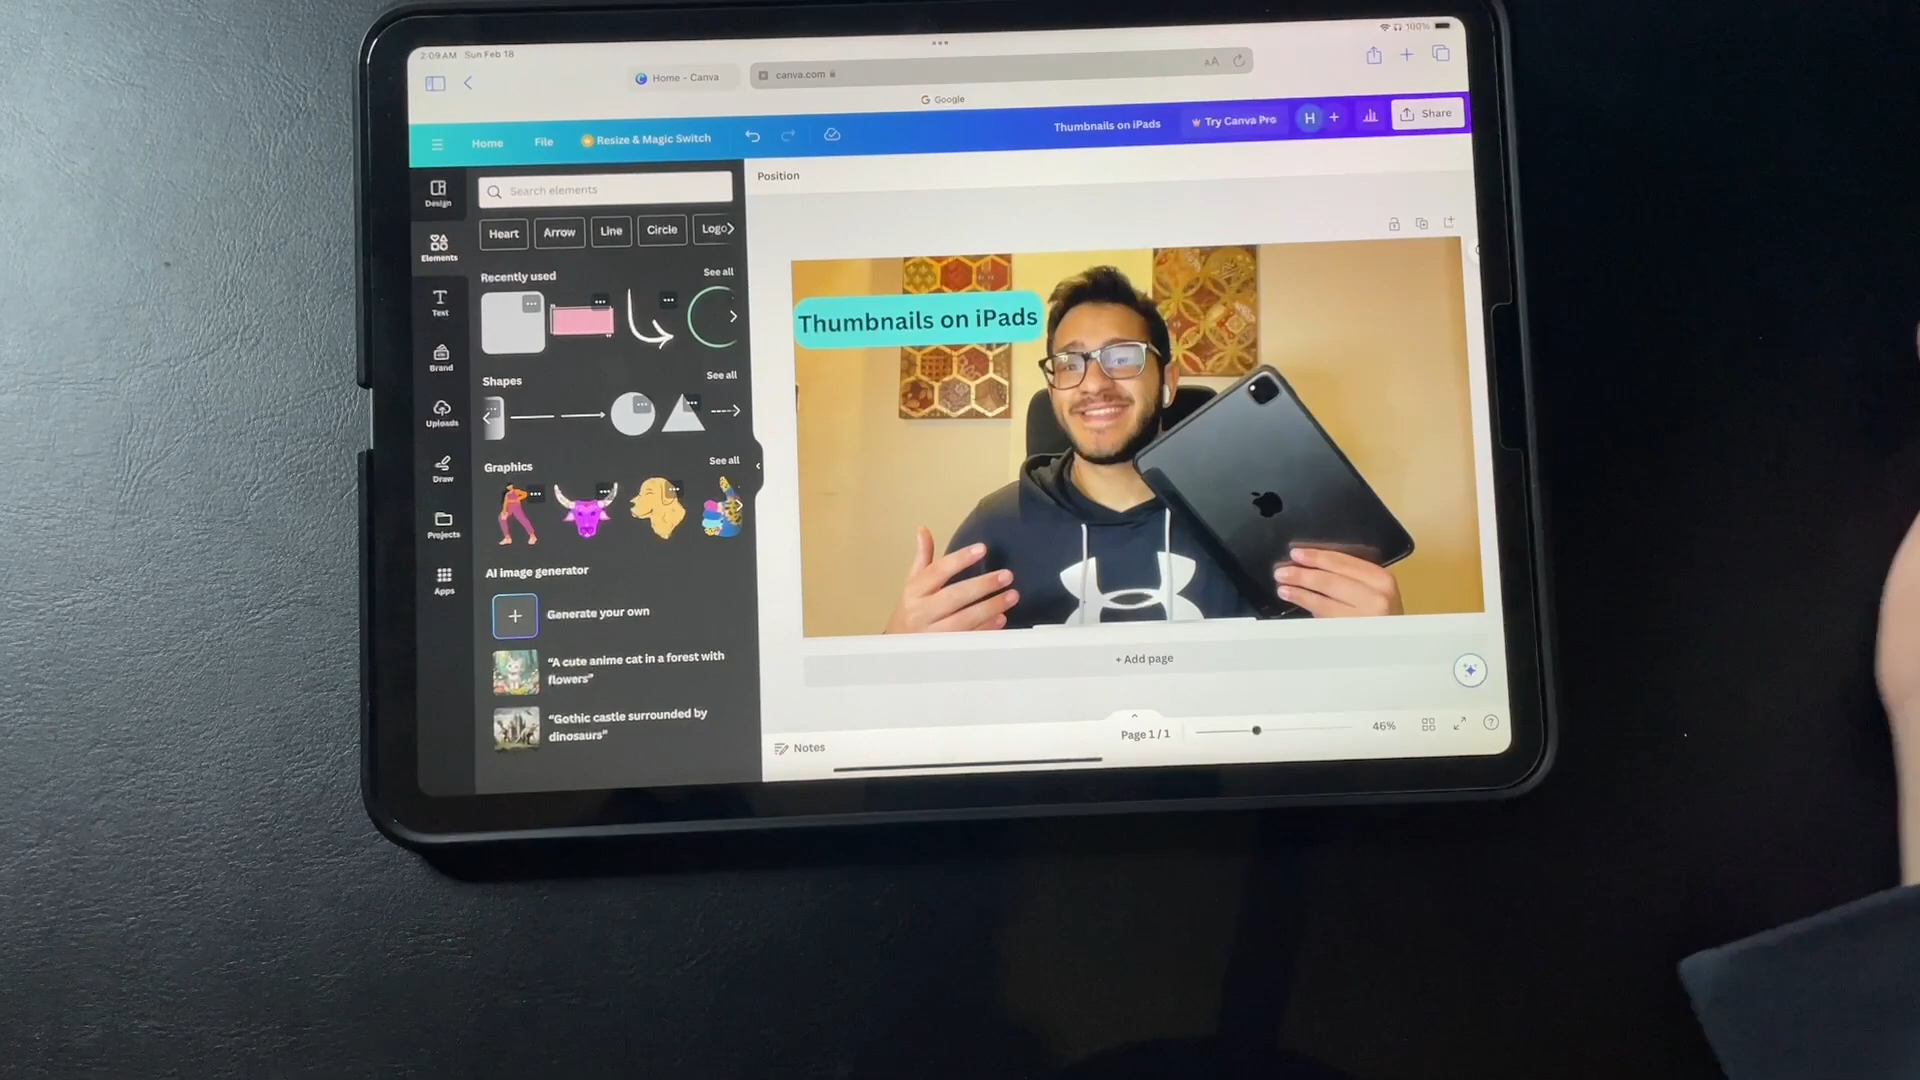 2:09 AM Sun Feb 18
100%
Home - Canva
canva.com
AA
Google
Home
File
Resize & Magic Switch
Thumbnails on iPads
Try Canva Pro
H
Share
Design
Elements
Text
Brand
Uploads
Draw
Projects
Apps
Search elements
Heart
Arrow
Line
Circle
Logo
Recently used
See all
Shapes
See all
Graphics
See all
AI image generator
Generate your own
"A cute anime cat in a forest with
flowers"
"Gothic castle surrounded by
dinosaurs"
Position
Thumbnails on iPads
+ Add page
Notes
Page 1 / 1
46%